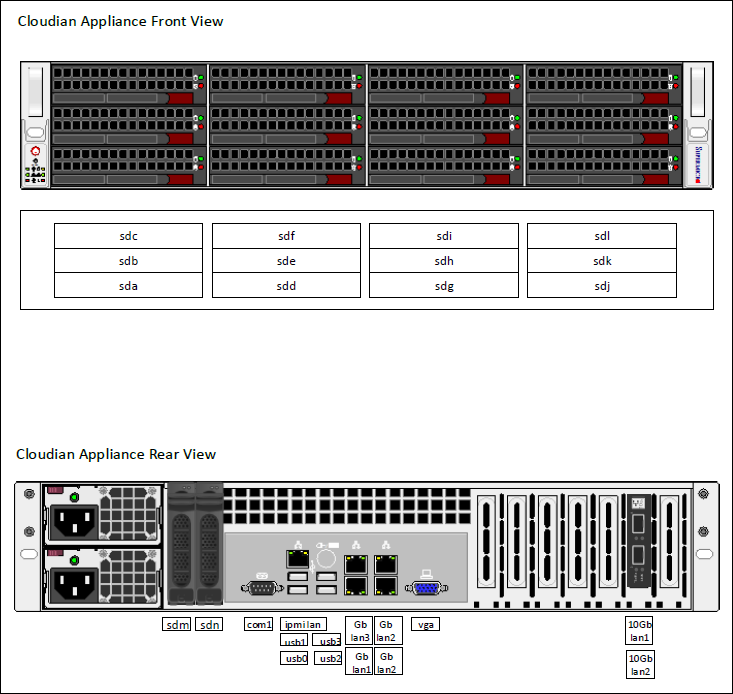 Cloudian Appliance Front View
SUPERMICRO
sdc sdf sdi sdl
sdb sde sdh sdk
sda sdd sdg sdj
Cloudian Appliance Rear View
sdm sdn com1 ipmi lan Gb lan3 Gb lan2 vga 10Gb lan1
usb1 usb3
usb0 usb2 Gb lan1 Gb lan2 10Gb lan2